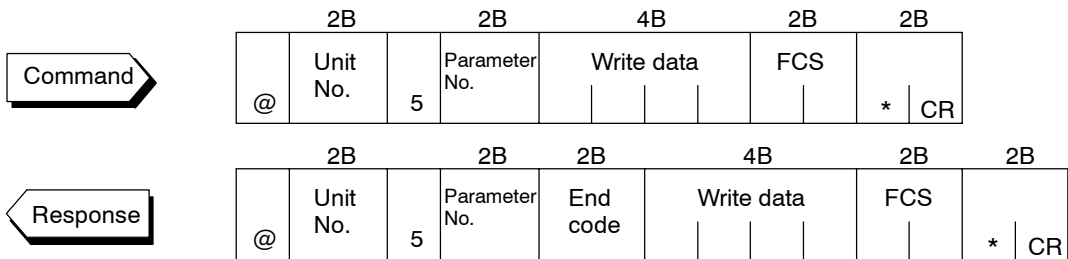 2B 2B 4B 2B 2B
Command
@ Unit No. 5 Parameter No. Write data FCS * CR
2B 2B 2B 4B 2B 2B
Response
@ Unit No. 5 Parameter No. End code Write data FCS * CR